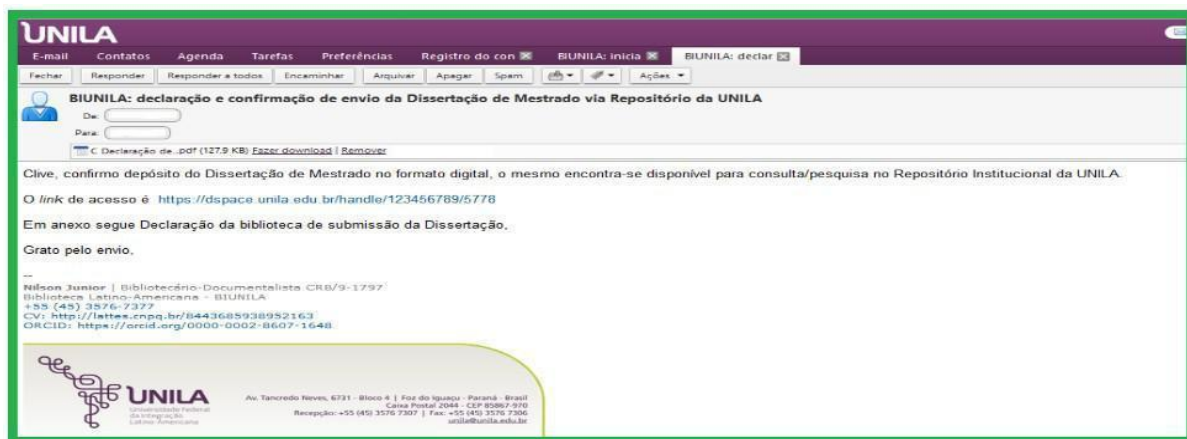 UNILA
E-mail Contatos Agenda Tarefas Preferências Registro do con BIUNILA: inicia BIUNILA: declar
Fechar Responder Responder a todos Encaminhar Arquivar Apagar Spam Ações
BIUNILA: declaração e confirmação de envio da Dissertação de Mestrado via Repositório da UNILA
De:
Para:
C Declaração de..pdf (127.9 KB) Fazer download | Remover
Clive, confirmo depósito do Dissertação de Mestrado no formato digital, o mesmo encontra-se disponível para consulta/pesquisa no Repositório Institucional da UNILA.
O link de acesso é https://dspace.unila.edu.br/handle/123456789/5778
Em anexo segue Declaração da biblioteca de submissão da Dissertação,
Grato pelo envio,
--
Nilson Junior | Bibliotecário-Documentalista CRB/9-1797
Biblioteca Latino-Americana - BIUNILA
+55 (45) 3576-7377
CV: http://lattes.cnpq.br/8443685938952163
ORCID: https://orcid.org/0000-0002-8607-1648
UNILA
Universidade Federal
da Integração
Latino-Americana
Av. Tancredo Neves, 6731 - Bloco 4 | Foz do Iguaçu - Paraná - Brasil
Caixa Postal 2044 - CEP 85867-970
Recepção: +55 (45) 3576 7307 | Fax: +55 (45) 3576 7306
unila@unila.edu.br